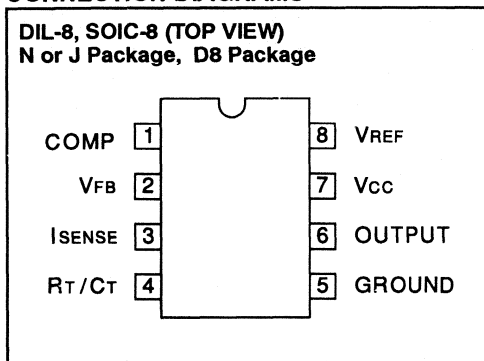 DIL-8, SOIC-8 (TOP VIEW)
N or J Package, D8 Package
COMP 1 8 VREF
VFB 2 7 VCC
ISENSE 3 6 OUTPUT
RT/CT 4 5 GROUND